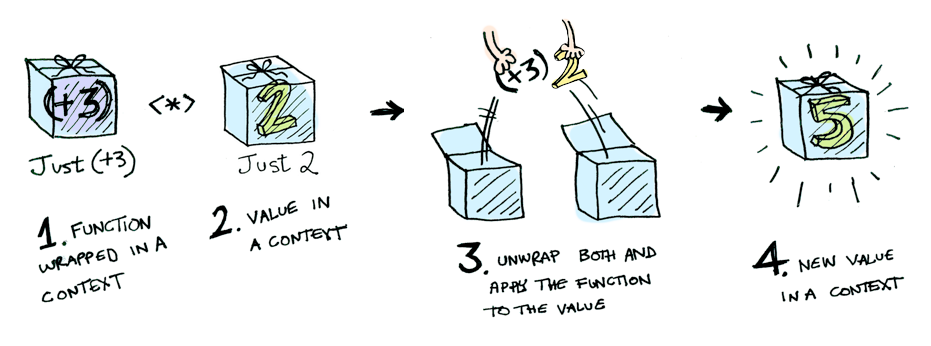 (+3)
<*>
2
Just (+3)
Just 2
1. FUNCTION
WRAPPED IN A
CONTEXT
2. VALUE IN
A CONTEXT
(+3) 2
3. UNWRAP BOTH AND
APPLY THE FUNCTION
TO THE VALUE
5
4. NEW VALUE
IN A CONTEXT